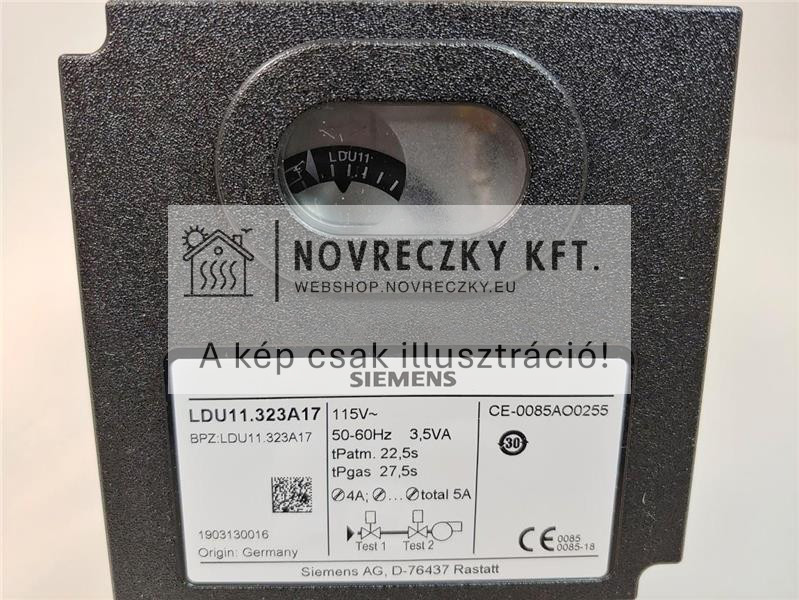 LDU11
NOVRECZKY KFT.
WEBSHOP.NOVRECZKY.EU
A kép csak illusztráció!
SIEMENS
LDU11.323A17
BPZ:LDU11.323A17
1903130016
Origin: Germany
115V~
50-60Hz 3,5VA
tPatm. 22,5s
tPgas 27,5s
4A; ... total 5A
Test 1 Test 2
CE-0085AO0255
30
CE 0085
0085-18
Siemens AG, D-76437 Rastatt